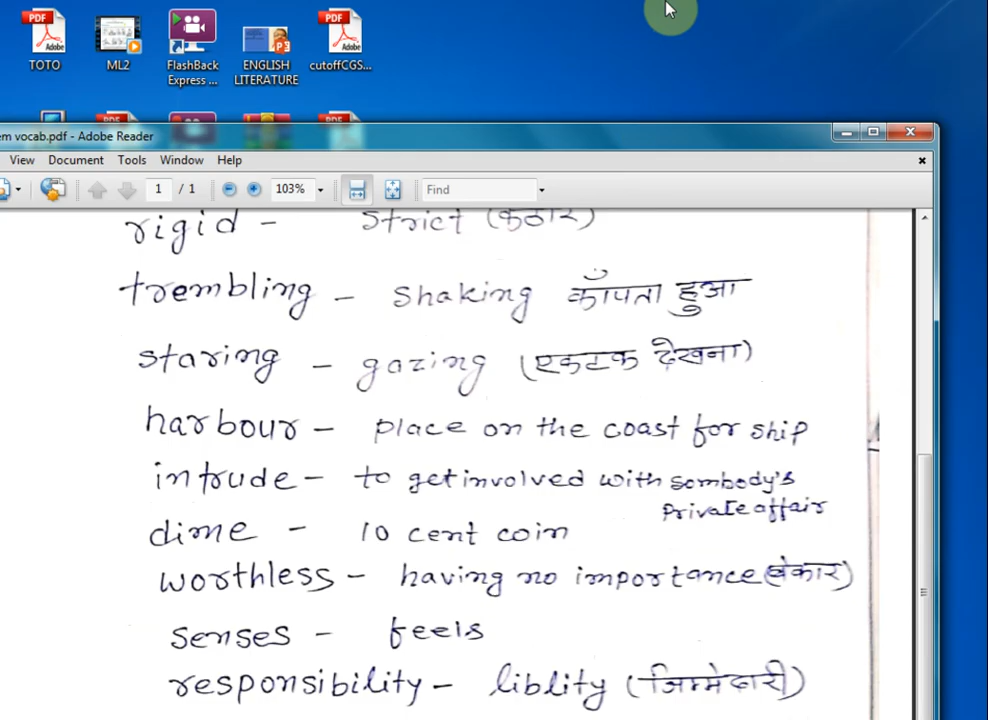 TOTO
ML2
FlashBack Express ...
ENGLISH LITERATURE
cutoffCGS...
em vocab.pdf - Adobe Reader
View Document Tools Window Help
1 / 1 103% Find
rigid - Strict (कठोर)
trembling - Shaking काँपता हुआ
staring - gazing (एकटक देखना)
harbour - place on the coast for ship
intrude - to get involved with sombody's
Private affair
dime - 10 cent coin
worthless - having no importance (बेकार)
senses - feels
responsibility - liblity (जिम्मेदारी)